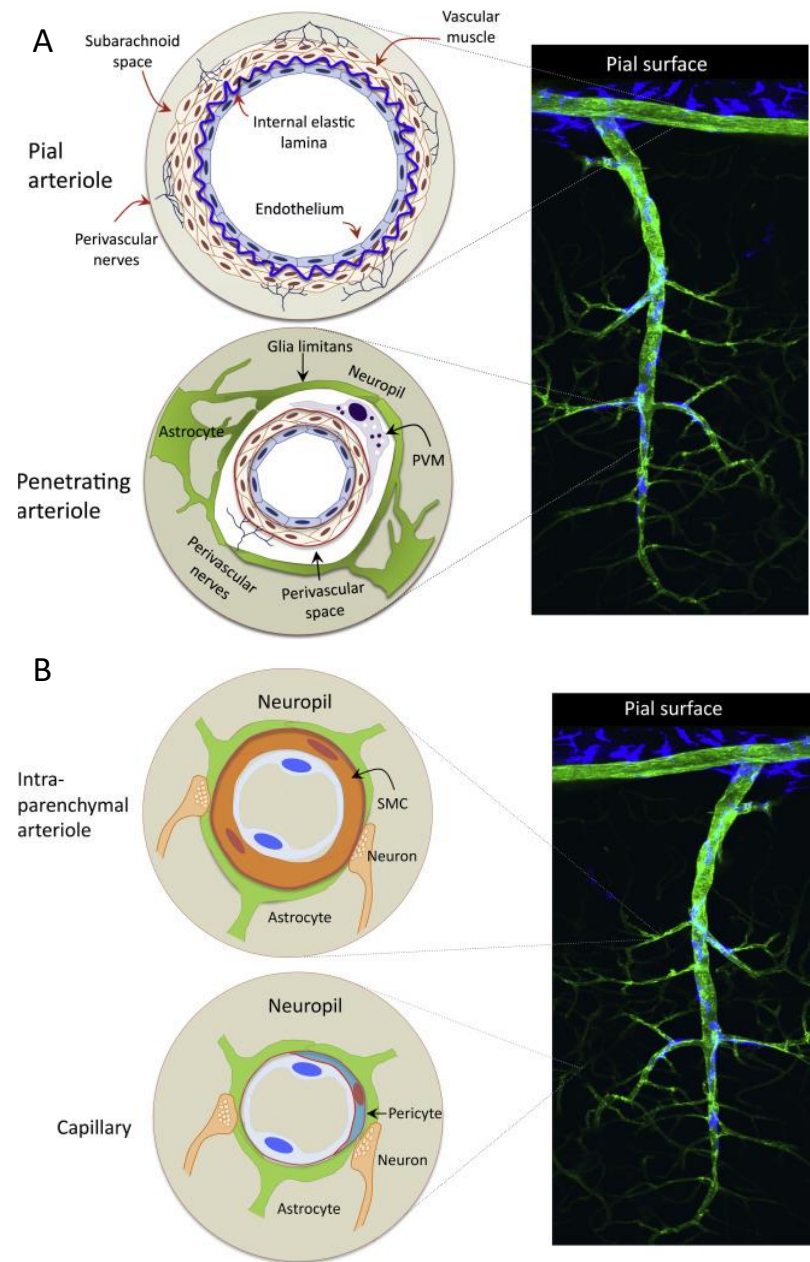 A
Subarachnoid
space
Vascular
muscle
Pial surface
Internal elastic
lamina
Pial
arteriole
Endothelium
Perivascular
nerves
Glia limitans
Neuropil
Astrocyte
PVM
Penetrating
arteriole
Perivascular
nerves
Perivascular
space
B
Neuropil
Pial surface
Intra-
parenchymal
arteriole
SMC
Neuron
Astrocyte
Neuropil
Capillary
Pericyte
Neuron
Astrocyte